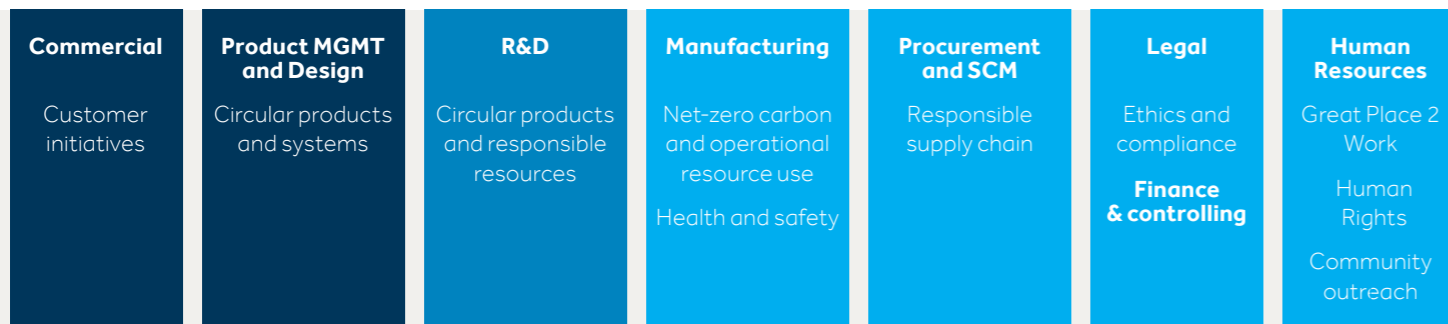 Commercial
Customer
initiatives
Product MGMT
and Design
Circular products
and systems
R&D
Circular products
and responsible
resources
Manufacturing
Net-zero carbon
and operational
resource use
Health and safety
Procurement
and SCM
Responsible
supply chain
Legal
Ethics and
compliance
Finance
& controlling
Human
Resources
Great Place 2
Work
Human
Rights
Community
outreach